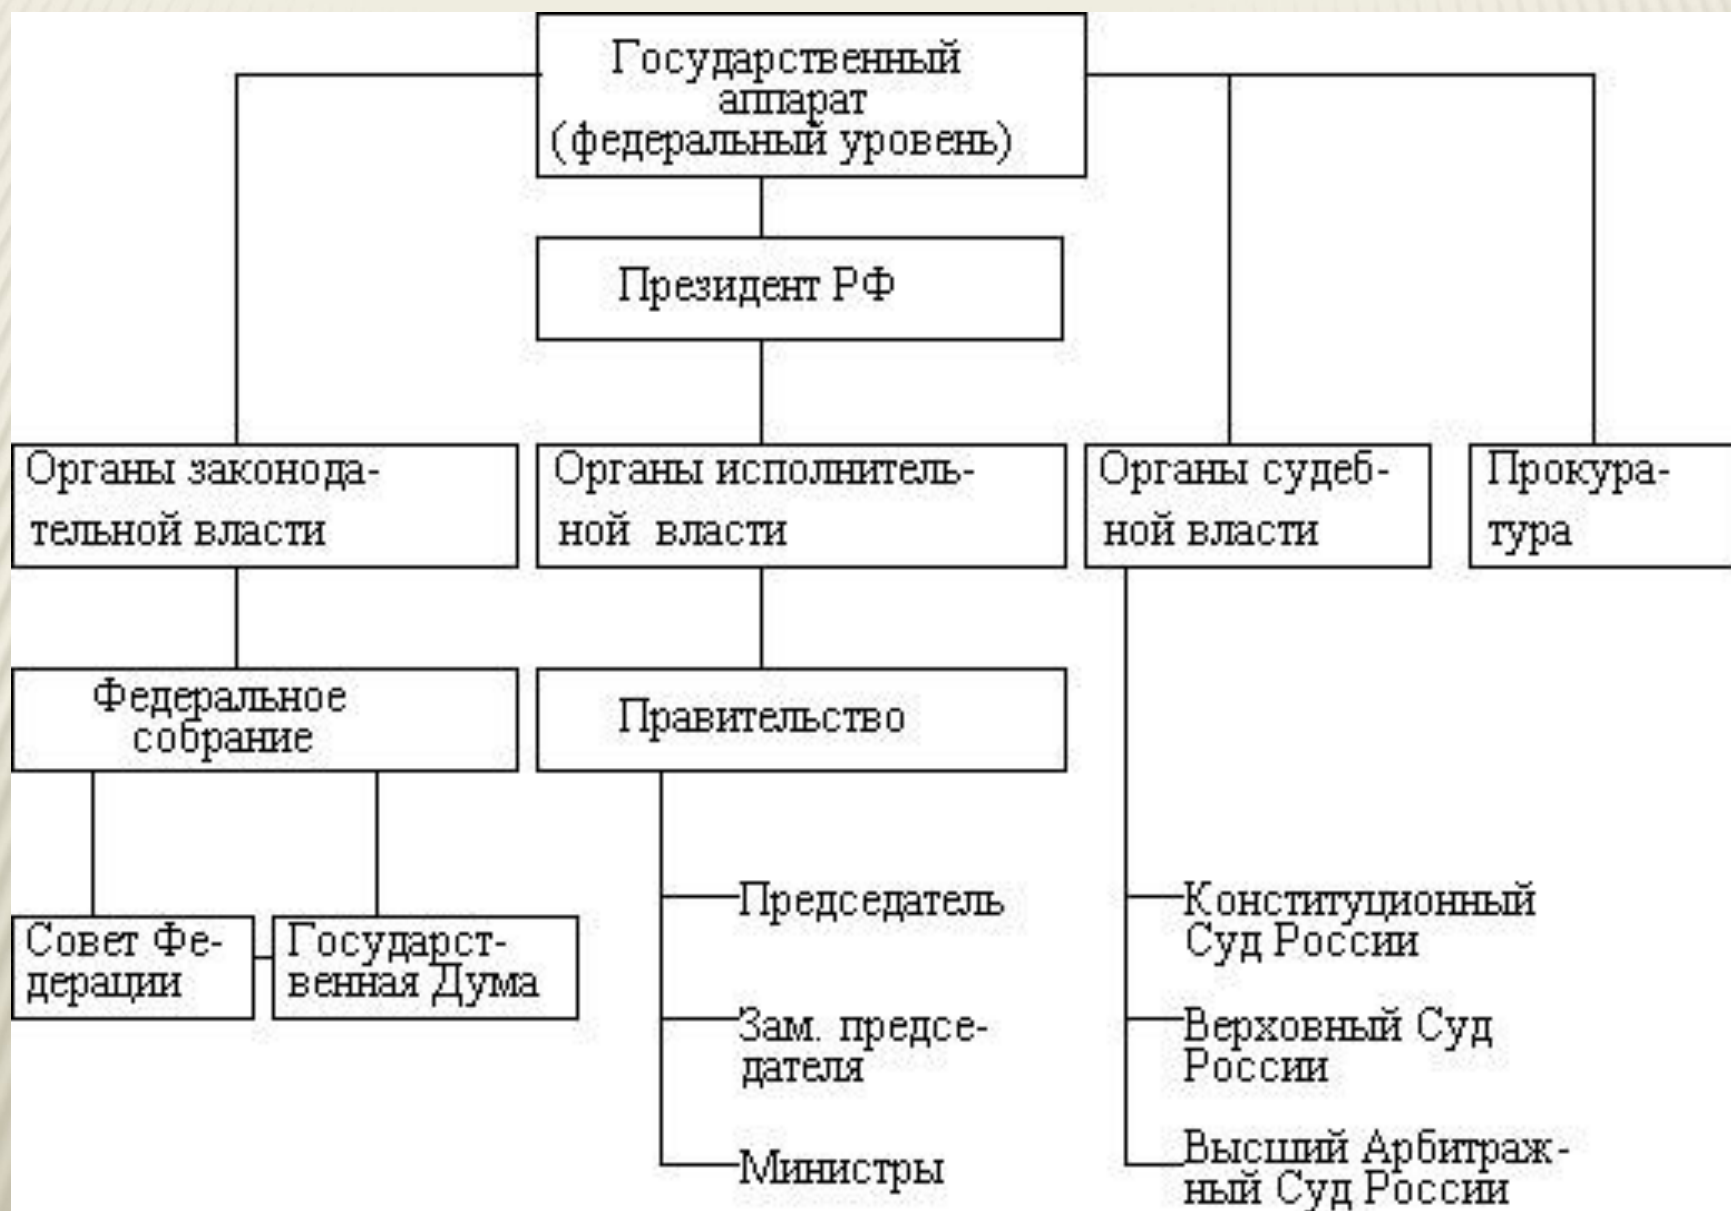 Государственный
аппарат
(федеральный уровень)
Президент РФ
Органы законода-
тельной власти
Органы исполнитель-
ной власти
Органы судеб-
ной власти
Прокура-
тура
Федеральное
собрание
Правительство
Совет Фе-
дерации
Государст-
венная Дума
Председатель
Зам. предсе-
дателя
Министры
Конституционный
Суд России
Верховный Суд
России
Высший Арбитраж-
ный Суд России